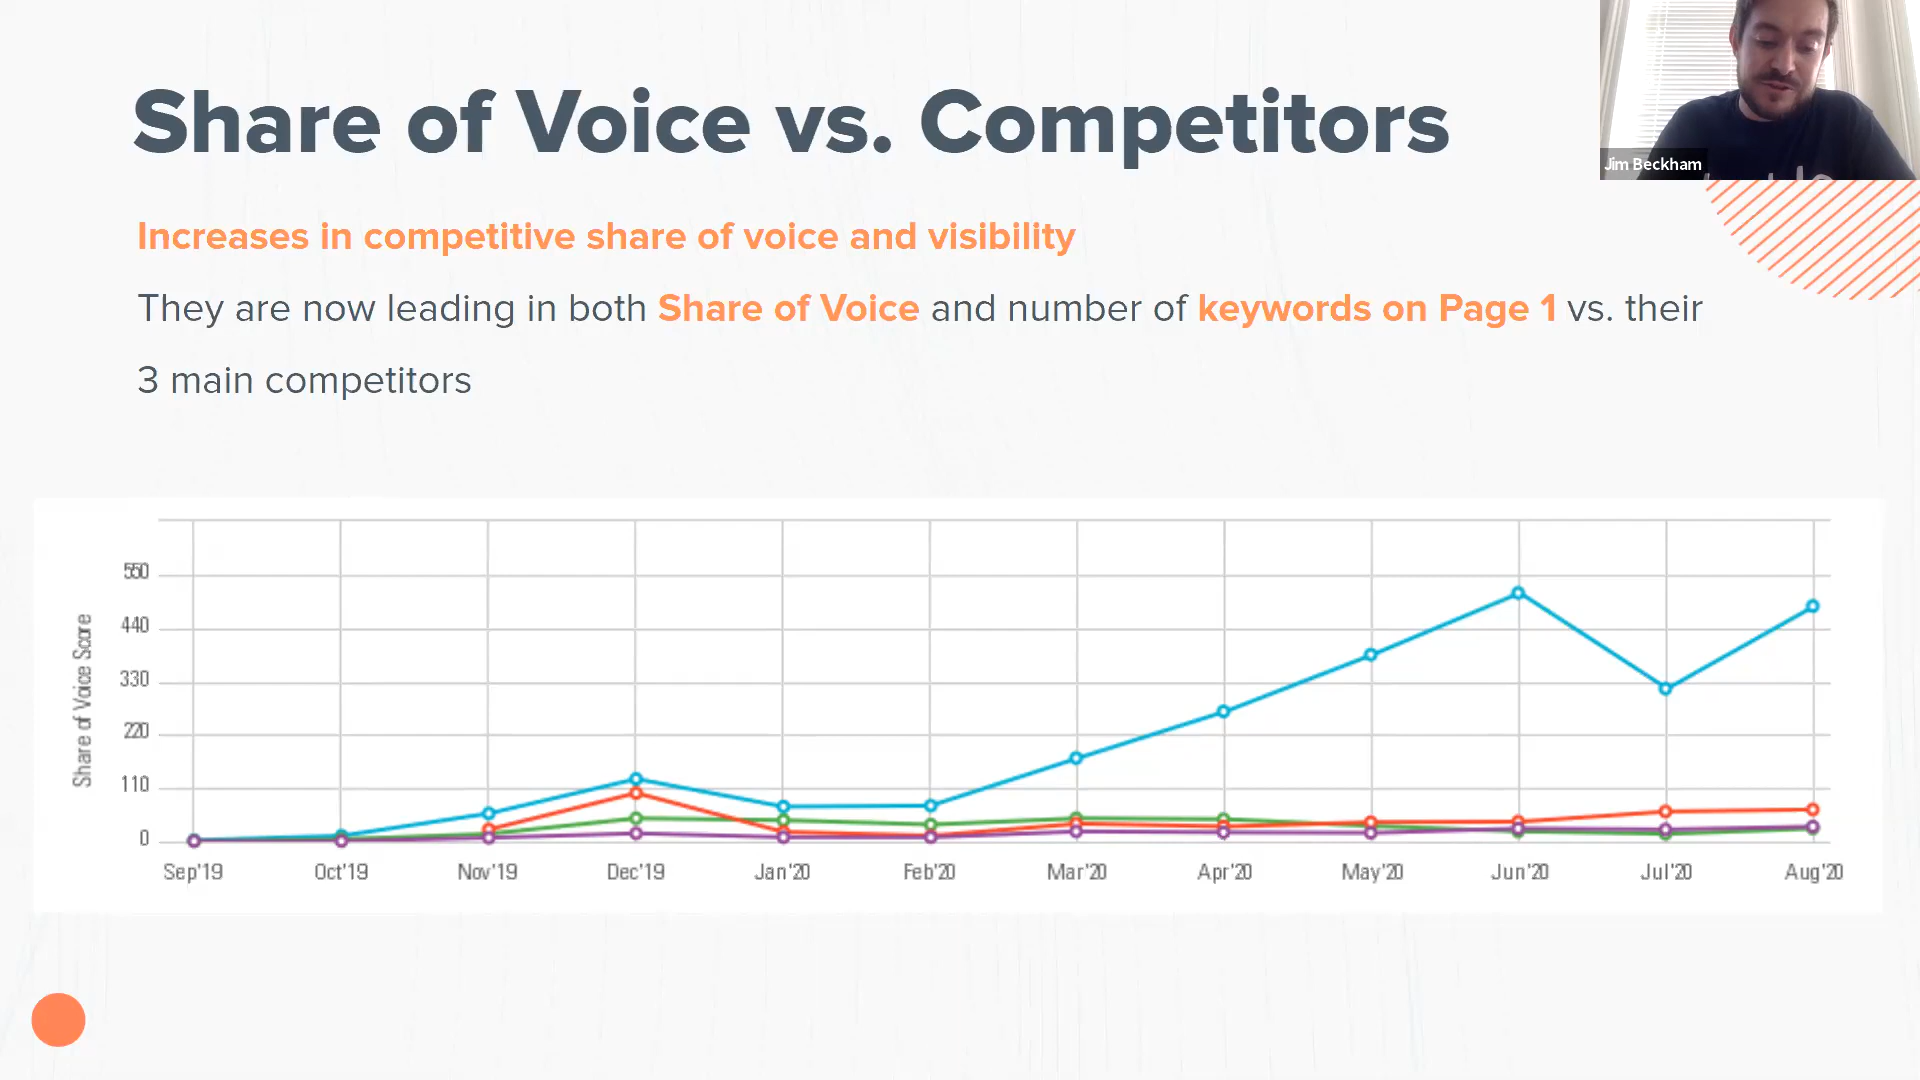 Share of Voice vs. Competitors
Jim Beckham
Increases in competitive share of voice and visibility
They are now leading in both Share of Voice and number of keywords on Page 1 vs. their
3 main competitors
Share of Voice Score
550
440
330
220
110
0
Sep'19 Oct'19 Nov'19 Dec'19 Jan'20 Feb'20 Mar'20 Apr'20 May'20 Jun'20 Jul'20 Aug'20